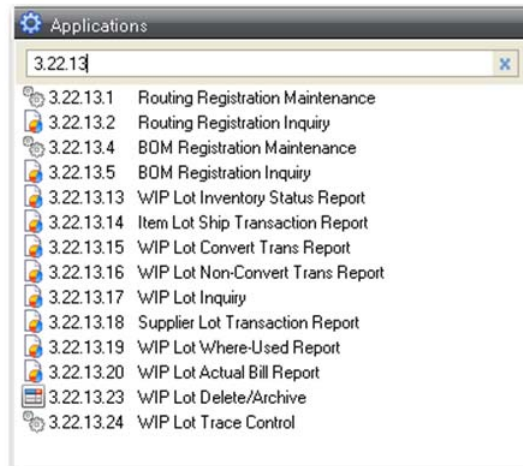 Applications
3.22.13
3.22.13.1 Routing Registration Maintenance
3.22.13.2 Routing Registration Inquiry
3.22.13.4 BOM Registration Maintenance
3.22.13.5 BOM Registration Inquiry
3.22.13.13 WIP Lot Inventory Status Report
3.22.13.14 Item Lot Ship Transaction Report
3.22.13.15 WIP Lot Convert Trans Report
3.22.13.16 WIP Lot Non-Convert Trans Report
3.22.13.17 WIP Lot Inquiry
3.22.13.18 Supplier Lot Transaction Report
3.22.13.19 WIP Lot Where-Used Report
3.22.13.20 WIP Lot Actual Bill Report
3.22.13.23 WIP Lot Delete/Archive
3.22.13.24 WIP Lot Trace Control